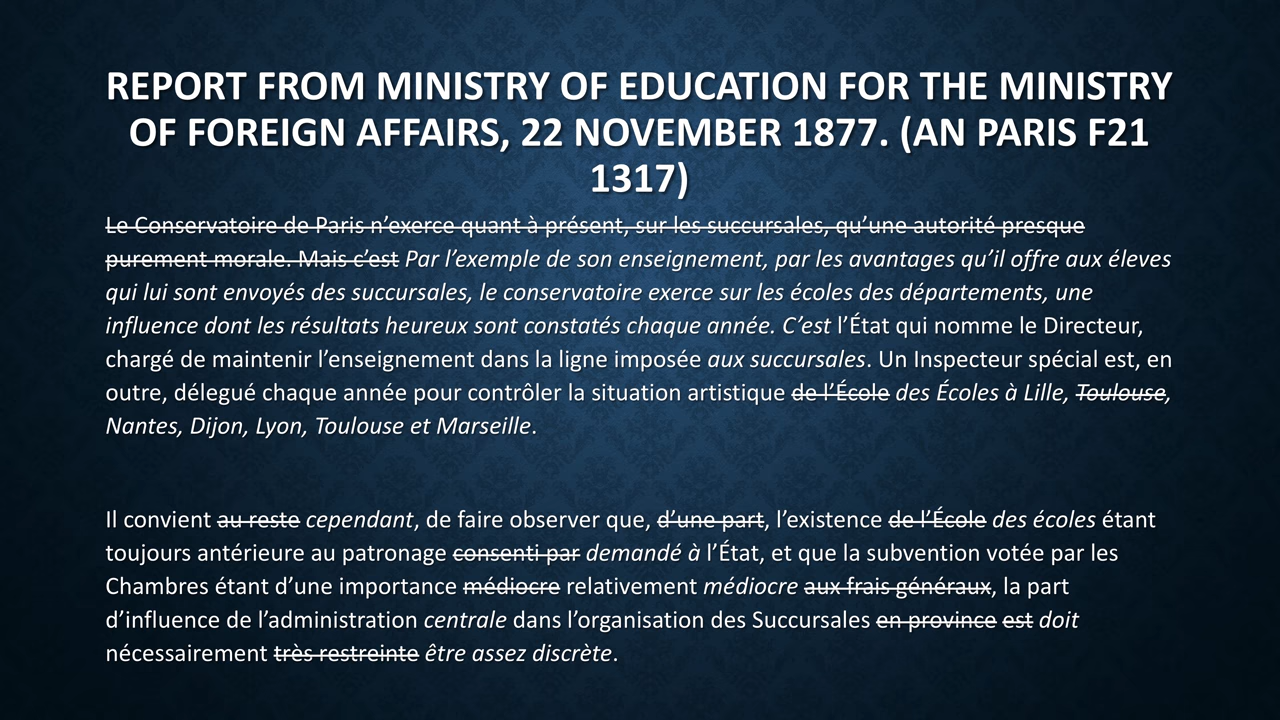 REPORT FROM MINISTRY OF EDUCATION FOR THE MINISTRY
OF FOREIGN AFFAIRS, 22 NOVEMBER 1877. (AN PARIS F21
1317)
Le Conservatoire de Paris n’exerce quant à présent, sur les succursales, qu’une autorité presque
purement morale. Mais c’est Par l’exemple de son enseignement, par les avantages qu’il offre aux éleves
qui lui sont envoyés des succursales, le conservatoire exerce sur les écoles des départements, une
influence dont les résultats heureux sont constatés chaque année. C’est l’État qui nomme le Directeur,
chargé de maintenir l’enseignement dans la ligne imposée aux succursales. Un Inspecteur spécial est, en
outre, délegué chaque année pour contrôler la situation artistique de l’École des Écoles à Lille, Toulouse,
Nantes, Dijon, Lyon, Toulouse et Marseille.
Il convient au reste cependant, de faire observer que, d’une part, l’existence de l’École des écoles étant
toujours antérieure au patronage consenti par demandé à l’État, et que la subvention votée par les
Chambres étant d’une importance médiocre relativement médiocre aux frais généraux, la part
d’influence de l’administration centrale dans l’organisation des Succursales en province est doit
nécessairement très restreinte être assez discrète.